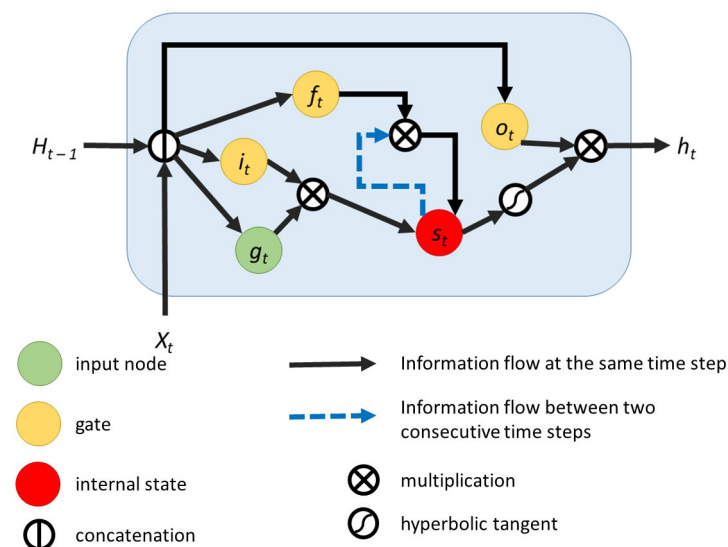 f_t
o_t
H_{t-1}
i_t
h_t
s_t
g_t
X_t
input node
Information flow at the same time step
gate
Information flow between two
consecutive time steps
internal state
multiplication
concatenation
hyperbolic tangent